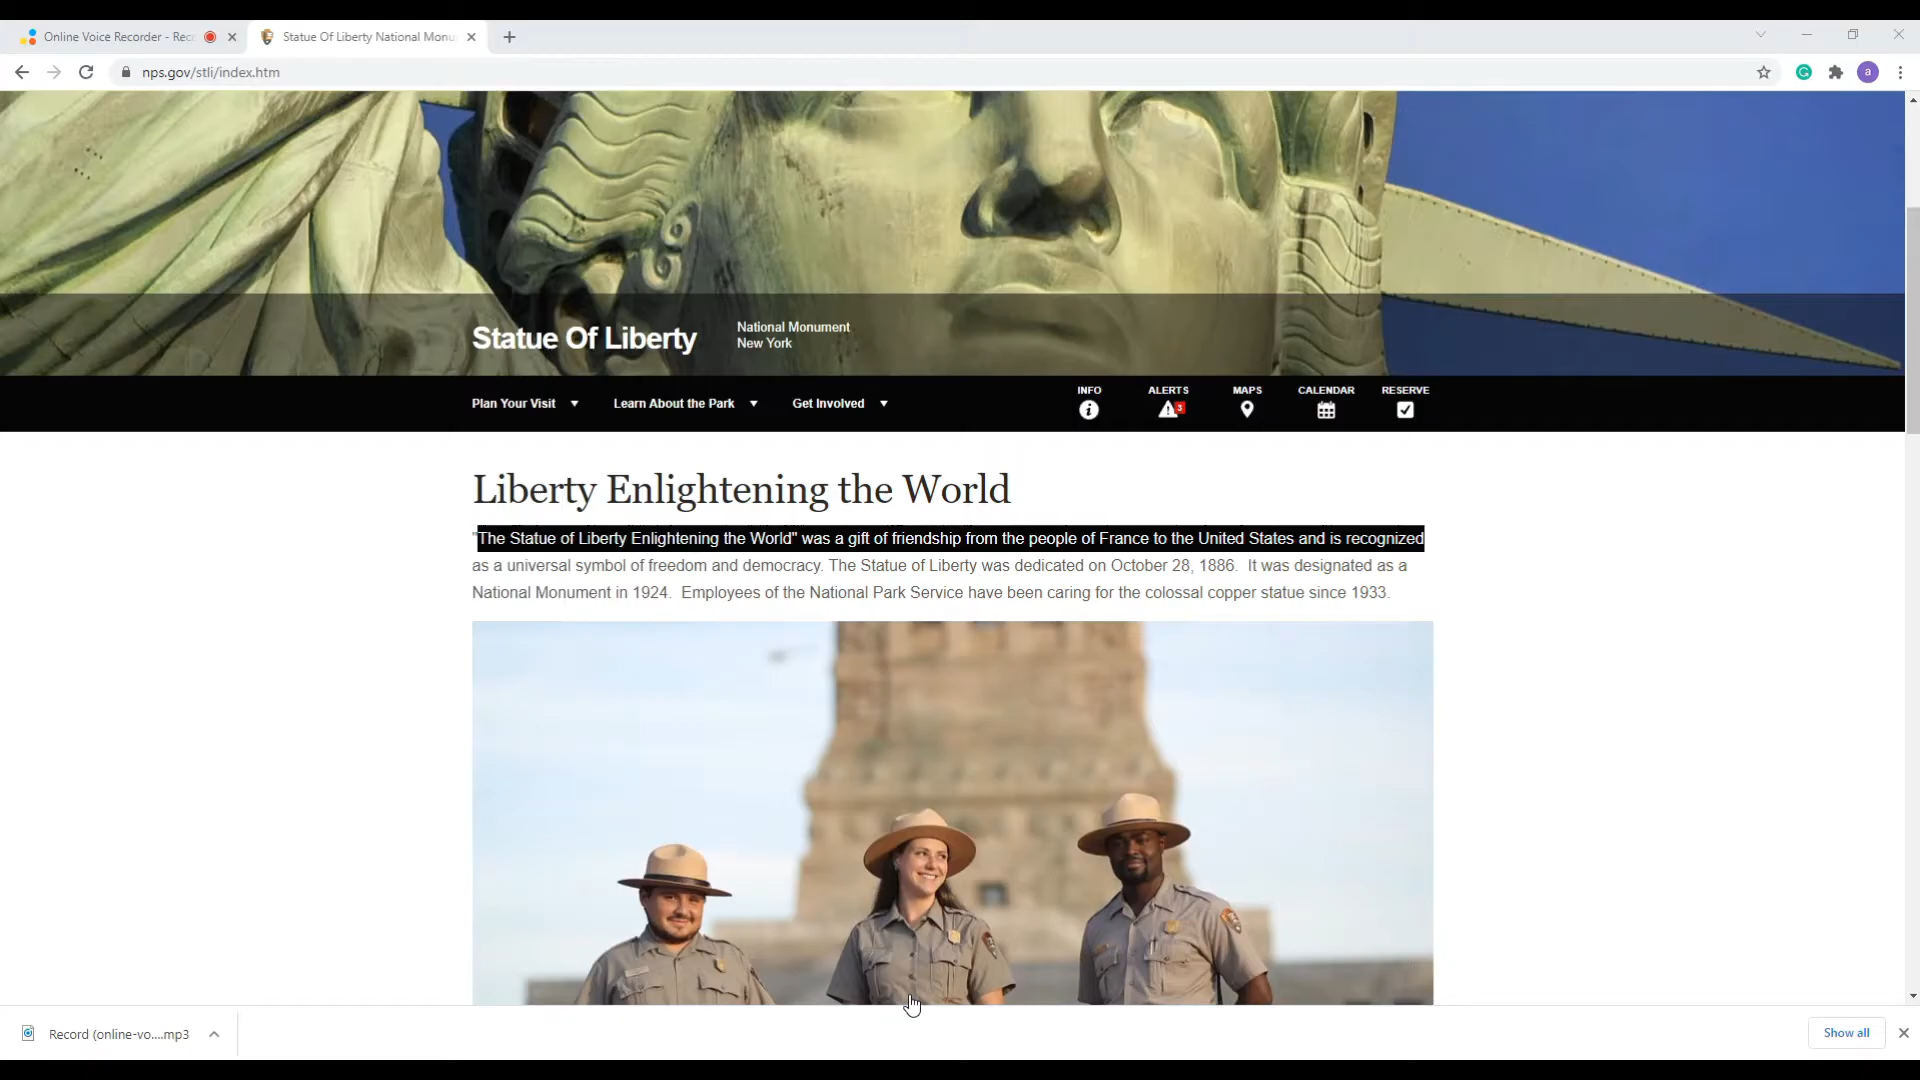 Online Voice Recorder - Rec
Statue Of Liberty National Monu
nps.gov/stli/index.htm
a
Statue Of Liberty
National Monument
New York
Plan Your Visit
Learn About the Park
Get Involved
INFO
ALERTS
MAPS
CALENDAR
RESERVE
3
Liberty Enlightening the World
"The Statue of Liberty Enlightening the World" was a gift of friendship from the people of France to the United States and is recognized
as a universal symbol of freedom and democracy. The Statue of Liberty was dedicated on October 28, 1886.  It was designated as a
National Monument in 1924.  Employees of the National Park Service have been caring for the colossal copper statue since 1933.
Record (online-vo....mp3
Show all